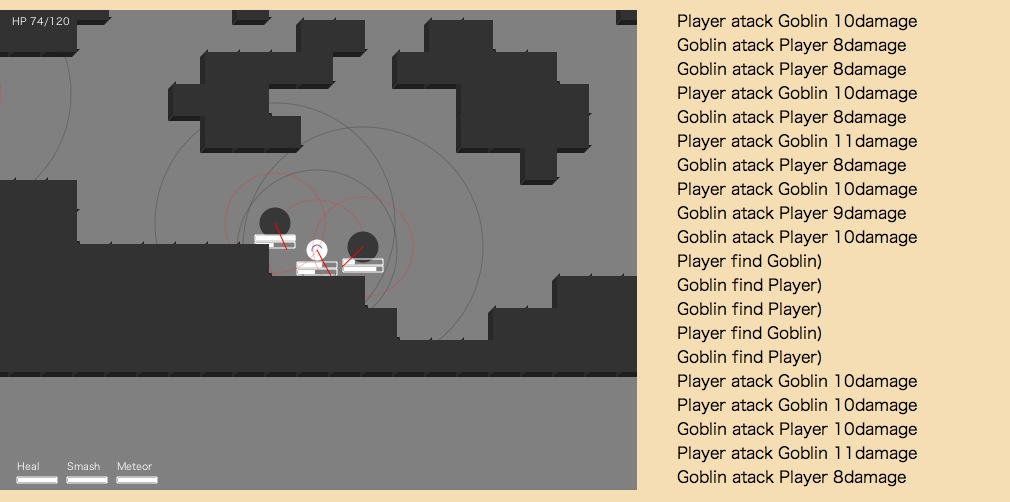 HP 74/120
Heal Smash Meteor
Player atack Goblin 10damage
Goblin atack Player 8damage
Goblin atack Player 8damage
Player atack Goblin 10damage
Goblin atack Player 8damage
Player atack Goblin 11damage
Goblin atack Player 8damage
Player atack Goblin 10damage
Goblin atack Player 9damage
Player atack Goblin 10damage
Player find Goblin)
Goblin find Player)
Goblin find Player)
Player find Goblin)
Goblin find Player)
Player atack Goblin 10damage
Player atack Goblin 10damage
Goblin atack Player 10damage
Player atack Goblin 11damage
Goblin atack Player 8damage